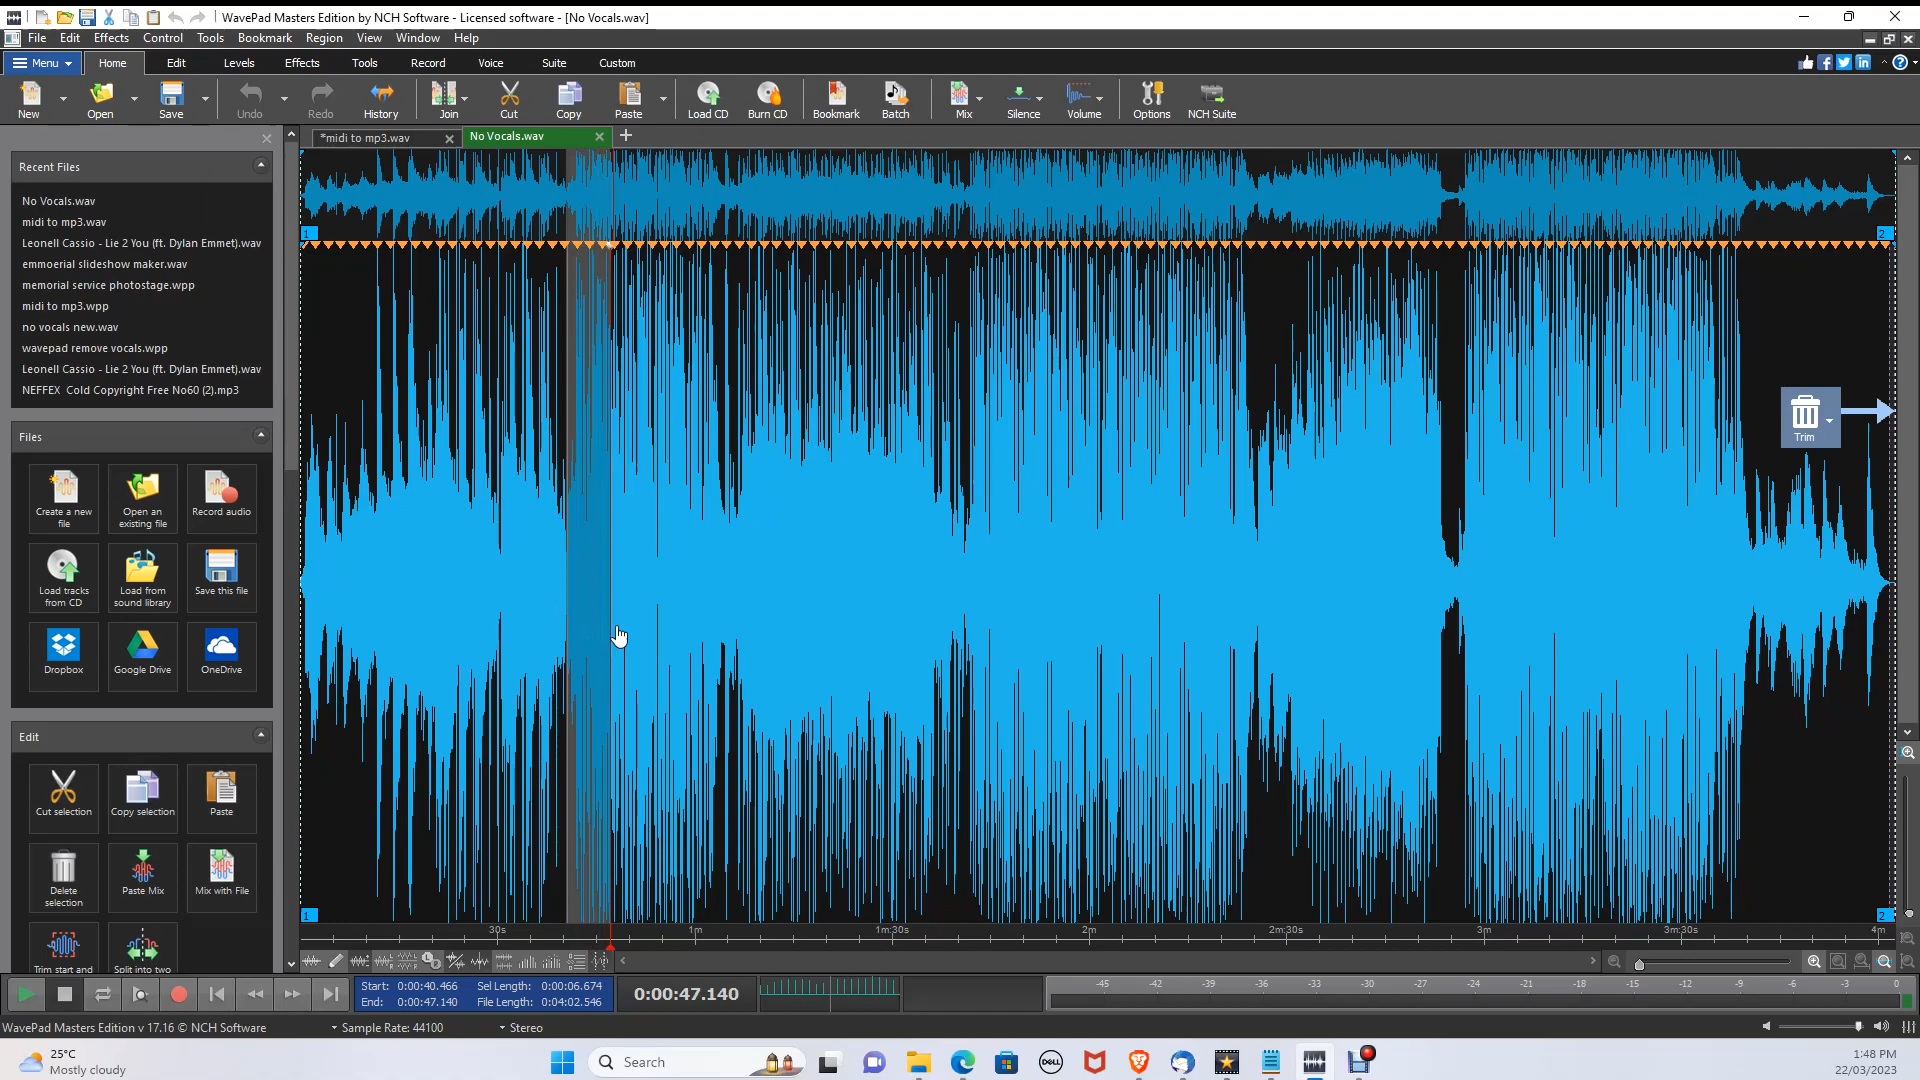 WavePad Masters Edition by NCH Software - Licensed software - [No Vocals.wav]
File Edit Effects Control Tools Bookmark Region View Window Help
Menu Home Edit Levels Effects Tools Record Voice Suite Custom
New Open Save Undo Redo History Join Cut Copy Paste Load CD Burn CD Bookmark Batch Mix Silence Volume Options NCH Suite
*midi to mp3.wav No Vocals.wav
Recent Files
No Vocals.wav
midi to mp3.wav
Leonell Cassio - Lie 2 You (ft. Dylan Emmet).wav
emmoerial slideshow maker.wav
memorial service photostage.wpp
midi to mp3.wpp
no vocals new.wav
wavepad remove vocals.wpp
Leonell Cassio - Lie 2 You (ft. Dylan Emmet).wav
NEFFEX Cold Copyright Free No60 (2).mp3
1 2
Trim
Files
Create a new file
Open an existing file
Record audio
Load tracks from CD
Load from sound library
Save this file
Dropbox
Google Drive
OneDrive
Edit
Cut selection
Copy selection
Paste
Delete selection
Paste Mix
Mix with File
Trim start and
Split into two
1 2
30s 1m 1m:30s 2m 2m:30s 3m 3m:30s 4m
Start: 0:00:40.466 Sel Length: 0:00:06.674
End: 0:00:47.140 File Length: 0:04:02.546
0:00:47.140
-45 -42 -39 -36 -33 -30 -27 -24 -21 -18 -15 -12 -9 -6 -3 0
WavePad Masters Edition v 17.16 © NCH Software
Sample Rate: 44100
Stereo
25°C
Mostly cloudy
Search
DELL
1:48 PM
22/03/2023